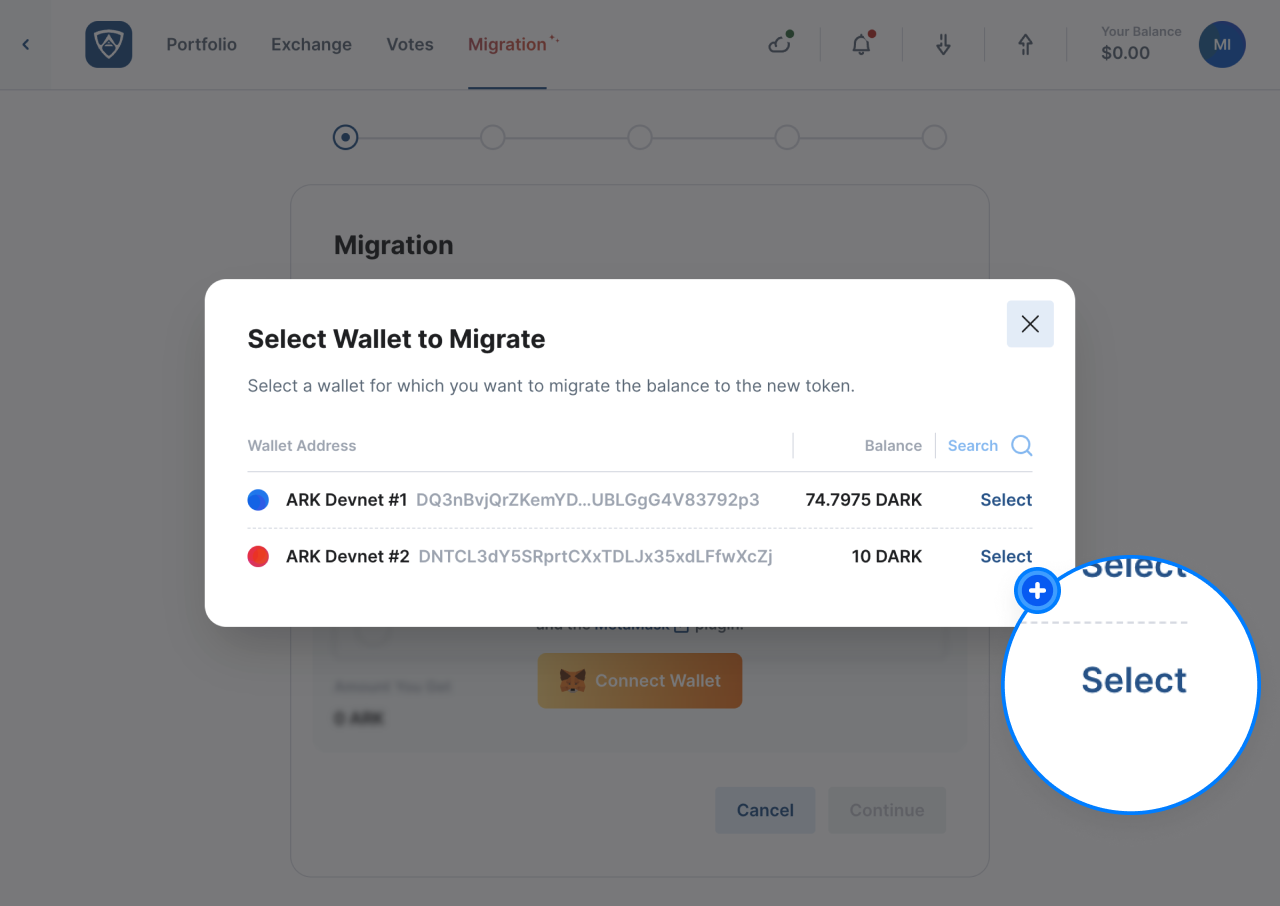 Portfolio Exchange Votes Migration Your Balance
$0.00 MI
Migration
Select Wallet to Migrate
Select a wallet for which you want to migrate the balance to the new token.
Wallet Address Balance Search
ARK Devnet #1 DQ3nBvjQrZKemYD...UBLGgG4V83792p3 74.7975 DARK Select
ARK Devnet #2 DNTCL3dY5SRprtCXxTDLJx35xdLFfwXcZj 10 DARK Select
Select
and the MetaMask plugin.
Connect Wallet
Select
Amount You Get
0 ARK
Cancel Continue